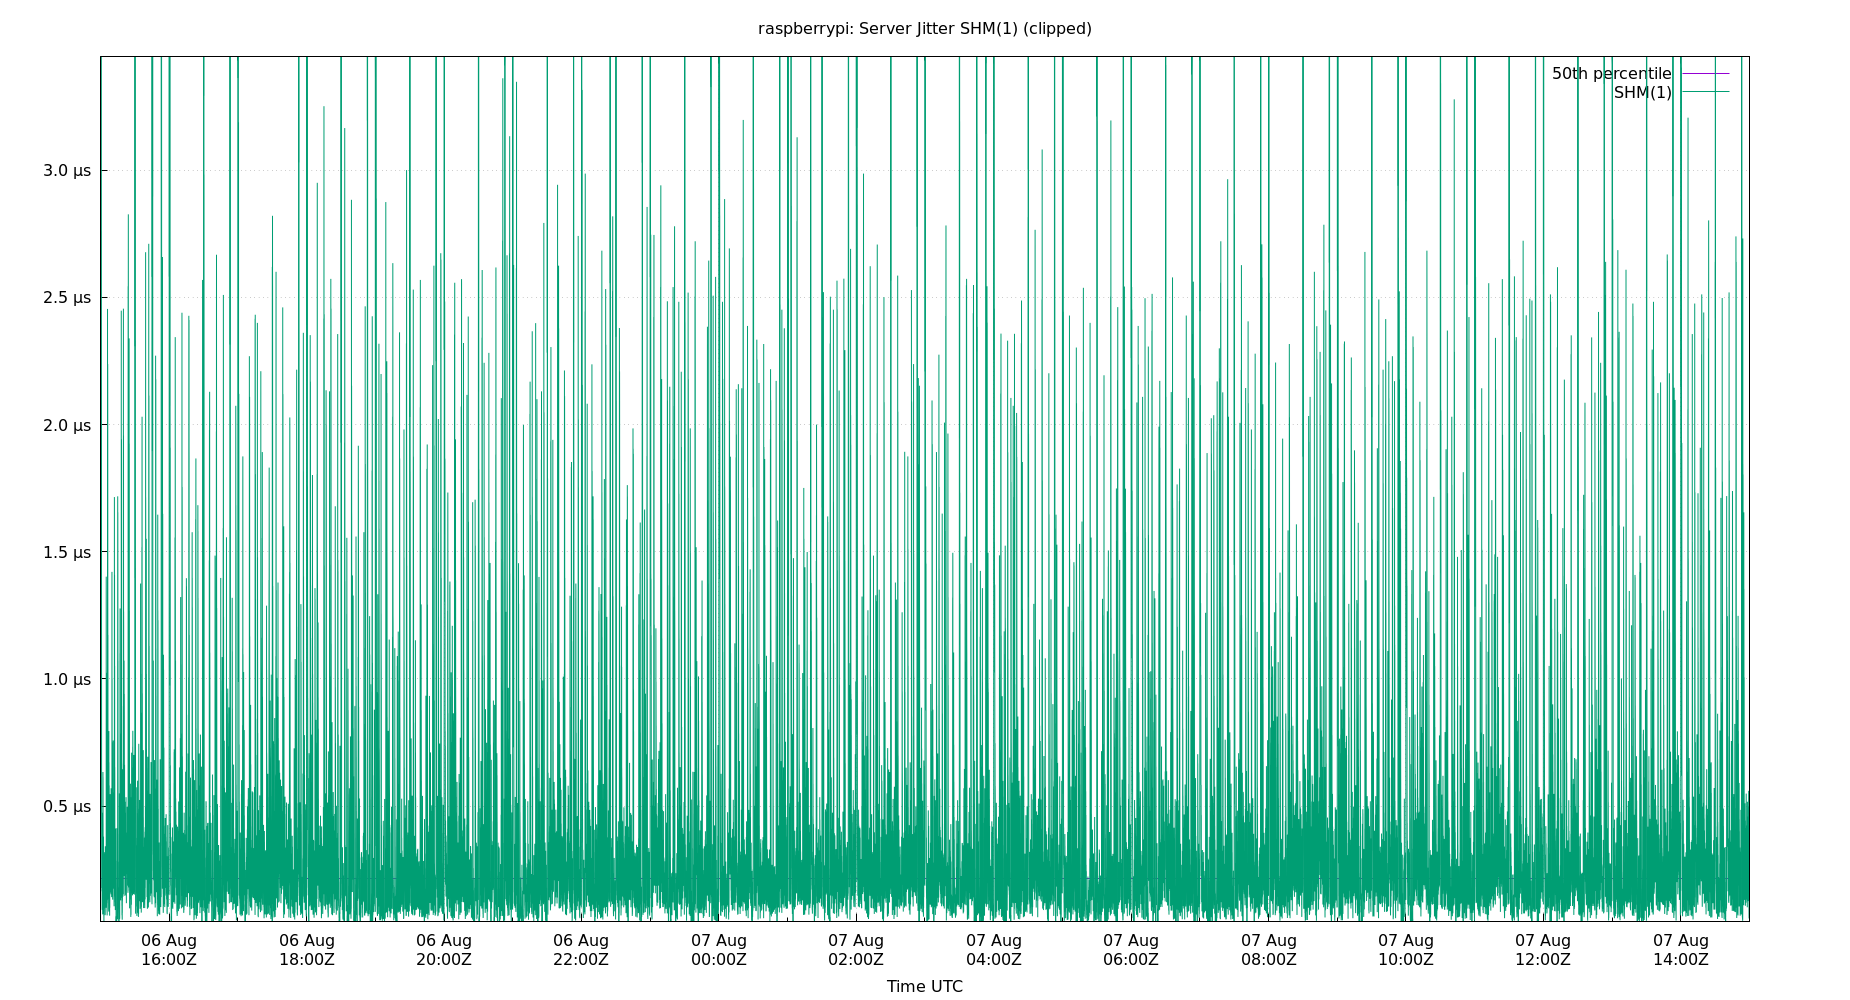 raspberrypi: Server Jitter SHM(1) (clipped)
50th percentile
SHM(1)
3.0 μs
2.5 μs
2.0 μs
1.5 μs
1.0 μs
0.5 μs
06 Aug 06 Aug 06 Aug 06 Aug 07 Aug 07 Aug 07 Aug 07 Aug 07 Aug 07 Aug 07 Aug 07 Aug
16:00Z 18:00Z 20:00Z 22:00Z 00:00Z 02:00Z 04:00Z 06:00Z 08:00Z 10:00Z 12:00Z 14:00Z
Time UTC